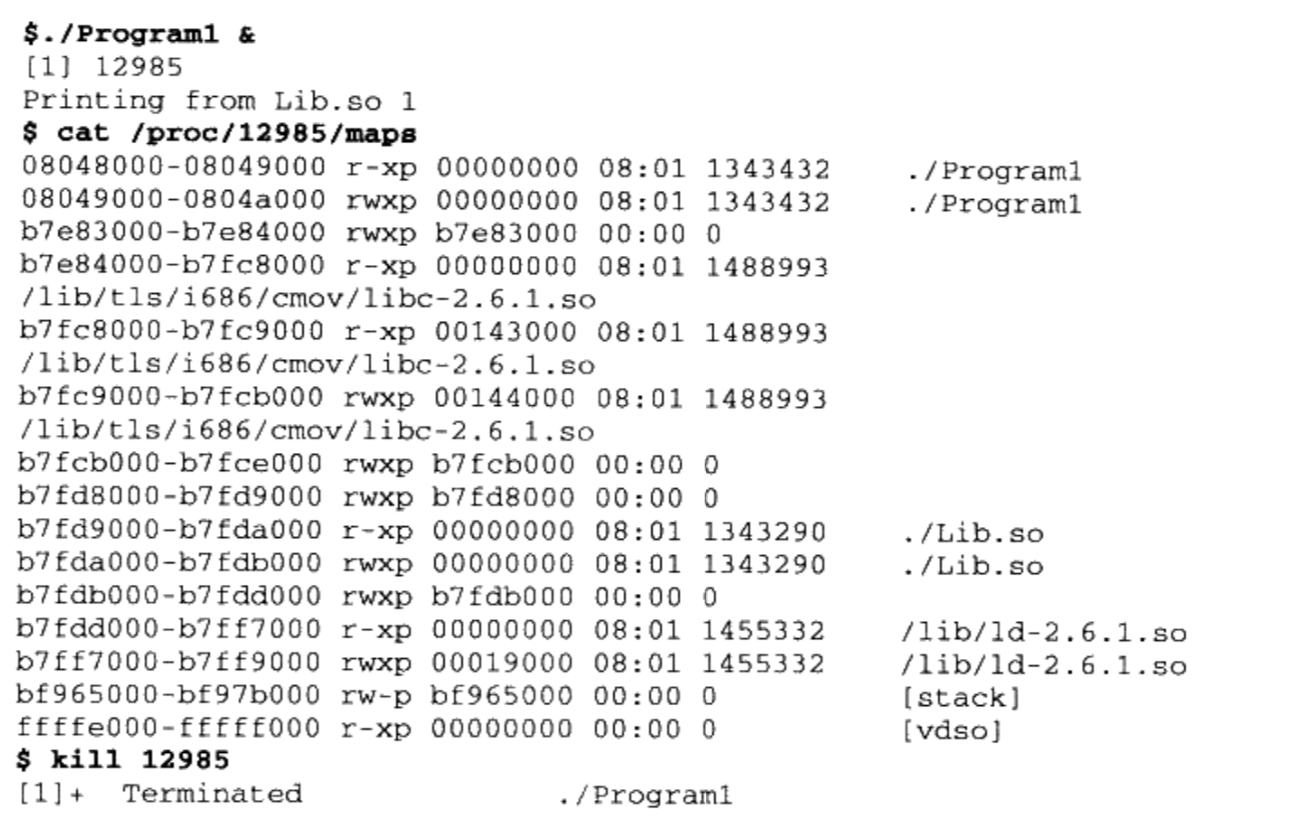 $./Program1 &
[1] 12985
Printing from Lib.so 1
$ cat /proc/12985/maps
08048000-08049000 r-xp 00000000 08:01 1343432 ./Program1
08049000-0804a000 rwxp 00000000 08:01 1343432 ./Program1
b7e83000-b7e84000 rwxp b7e83000 00:00 0
b7e84000-b7fc8000 r-xp 00000000 08:01 1488993
/lib/tls/i686/cmov/libc-2.6.1.so
b7fc8000-b7fc9000 r-xp 00143000 08:01 1488993
/lib/tls/i686/cmov/libc-2.6.1.so
b7fc9000-b7fcb000 rwxp 00144000 08:01 1488993
/lib/tls/i686/cmov/libc-2.6.1.so
b7fcb000-b7fce000 rwxp b7fcb000 00:00 0
b7fd8000-b7fd9000 rwxp b7fd8000 00:00 0
b7fd9000-b7fda000 r-xp 00000000 08:01 1343290 ./Lib.so
b7fda000-b7fdb000 rwxp 00000000 08:01 1343290 ./Lib.so
b7fdb000-b7fdd000 rwxp b7fdb000 00:00 0
b7fdd000-b7ff7000 r-xp 00000000 08:01 1455332 /lib/ld-2.6.1.so
b7ff7000-b7ff9000 rwxp 00019000 08:01 1455332 /lib/ld-2.6.1.so
bf965000-bf97b000 rw-p bf965000 00:00 0 [stack]
ffffe000-fffff000 r-xp 00000000 00:00 0 [vdso]
$ kill 12985
[1]+ Terminated ./Program1